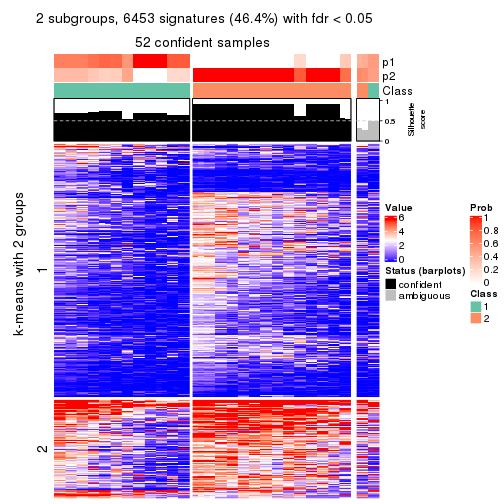 2 subgroups, 6453 signatures (46.4%) with fdr < 0.05
52 confident samples
p1
p2
Class
1
0.5
0
Silhouette
score
k-means with 2 groups
1
2
Value
6
4
2
0
Status (barplots)
confident
ambiguous
Prob
1
0.8
0.6
0.4
0.2
0
Class
1
2